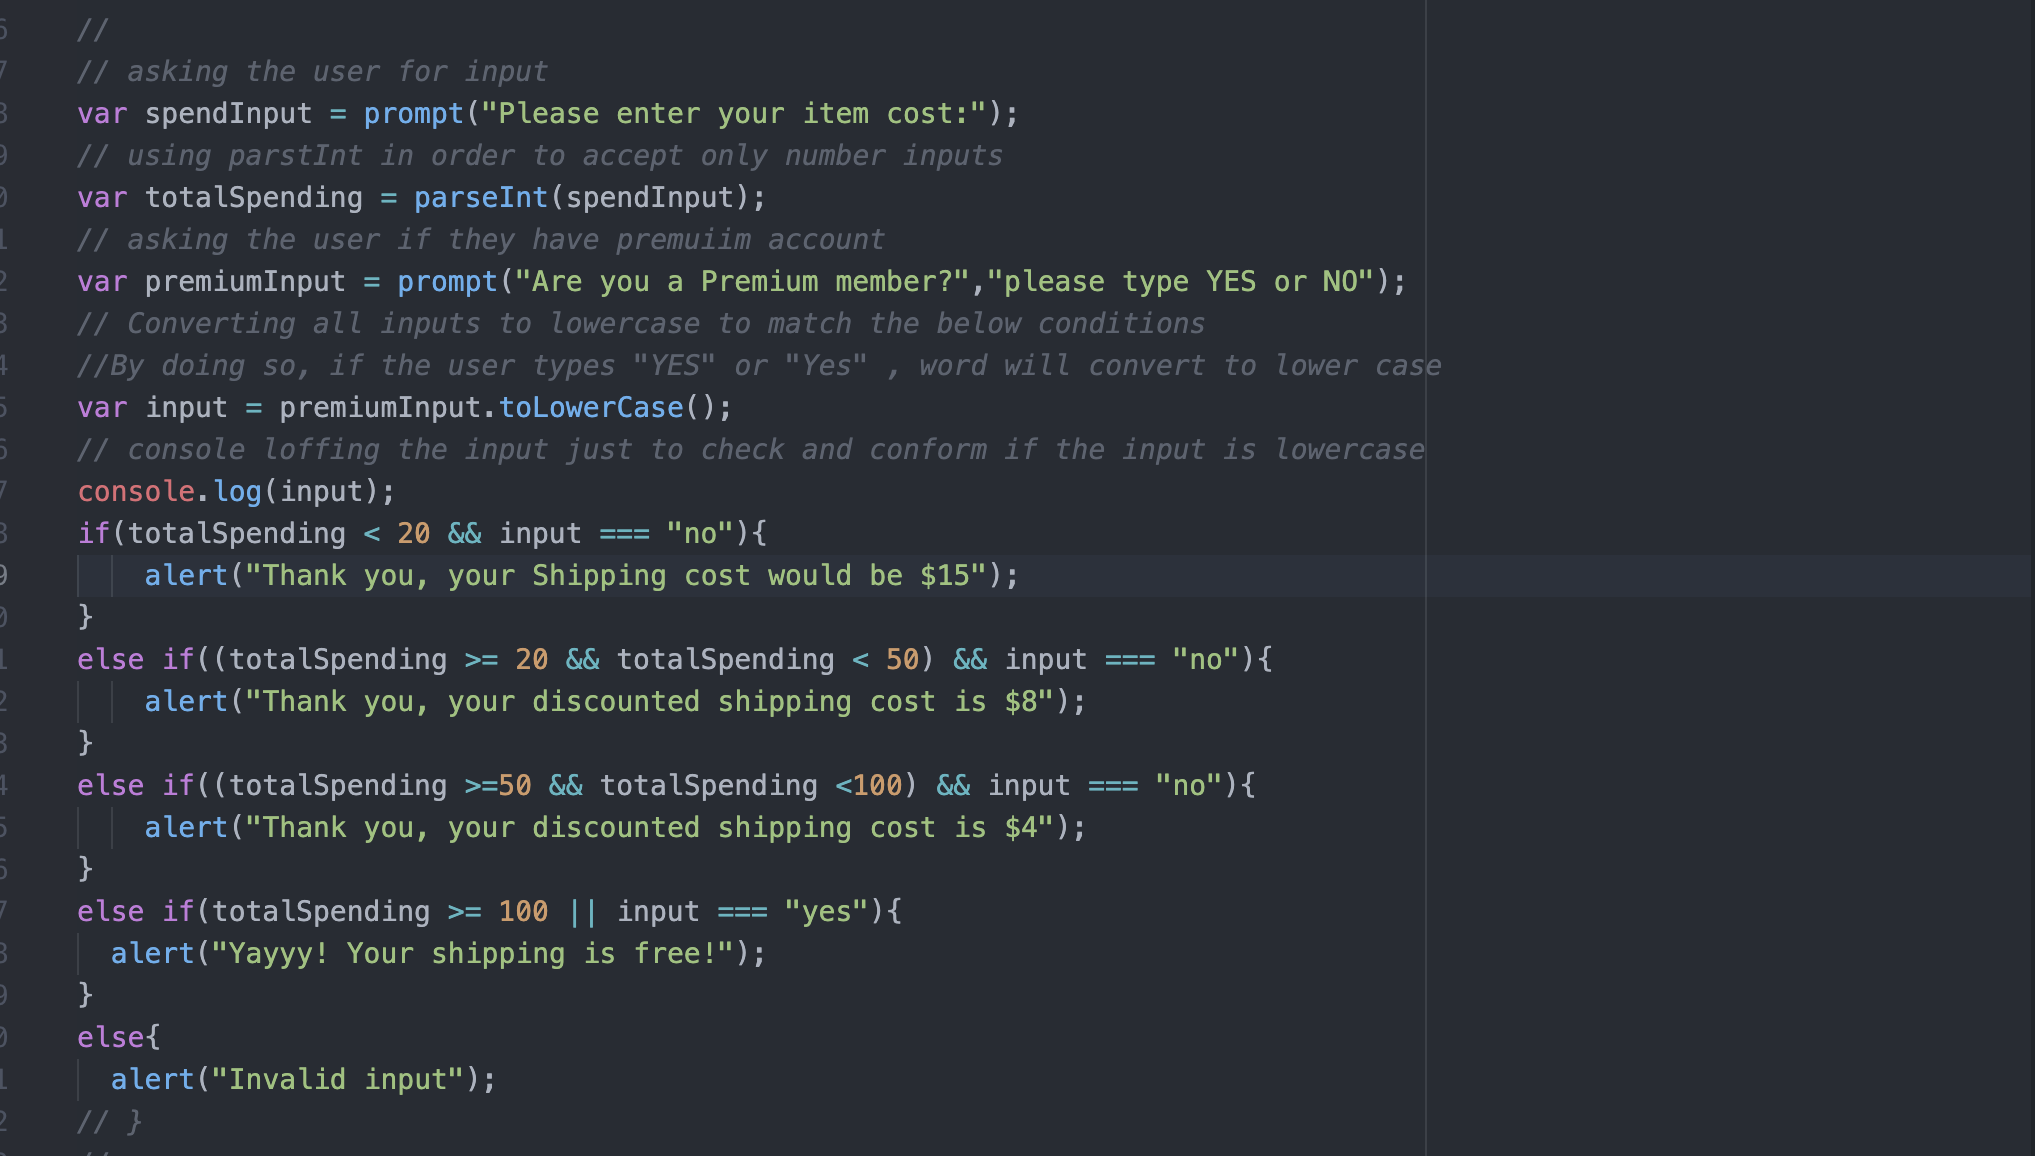 //
// asking the user for input
var spendInput = prompt("Please enter your item cost:");
// using parstInt in order to accept only number inputs
var totalSpending = parseInt(spendInput);
// asking the user if they have premuiim account
var premiumInput = prompt("Are you a Premium member?","please type YES or NO");
// Converting all inputs to lowercase to match the below conditions
//By doing so, if the user types "YES" or "Yes" , word will convert to lower case
var input = premiumInput.toLowerCase();
// console loffing the input just to check and conform if the input is lowercase
console.log(input);
if(totalSpending < 20 && input === "no"){
    alert("Thank you, your Shipping cost would be $15");
}
else if((totalSpending >= 20 && totalSpending < 50) && input === "no"){
    alert("Thank you, your discounted shipping cost is $8");
}
else if((totalSpending >=50 && totalSpending <100) && input === "no"){
    alert("Thank you, your discounted shipping cost is $4");
}
else if(totalSpending >= 100 || input === "yes"){
  alert("Yayyy! Your shipping is free!");
}
else{
  alert("Invalid input");
// }